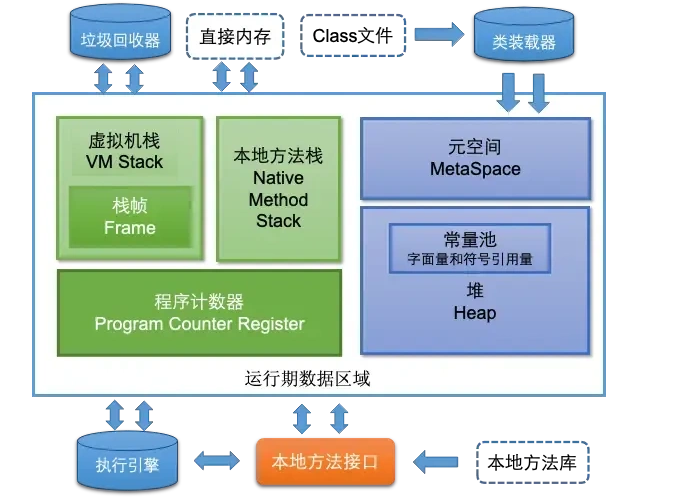 垃圾回收器
直接内存
Class文件
类装载器
虚拟机栈
VM Stack
栈帧
Frame
本地方法栈
Native
Method
Stack
元空间
MetaSpace
常量池
字面量和符号引用量
堆
Heap
程序计数器
Program Counter Register
运行期数据区域
执行引擎
本地方法接口
本地方法库